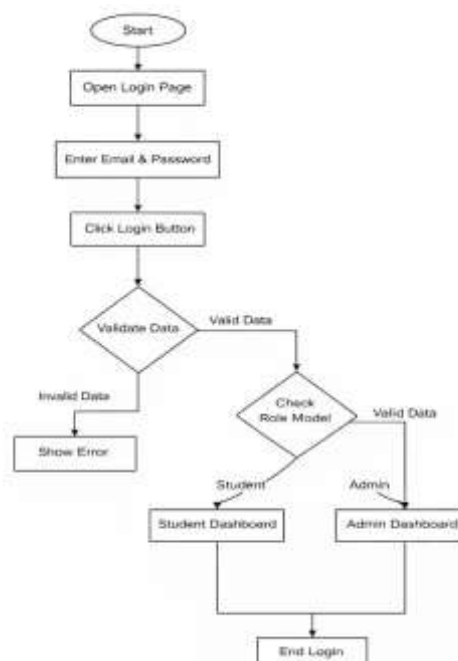 Start
Open Login Page
Enter Email & Password
Click Login Button
Validate Data
Valid Data
Invalid Data
Check
Role Model
Valid Data
Show Error
Student
Admin
Student Dashboard
Admin Dashboard
End Login